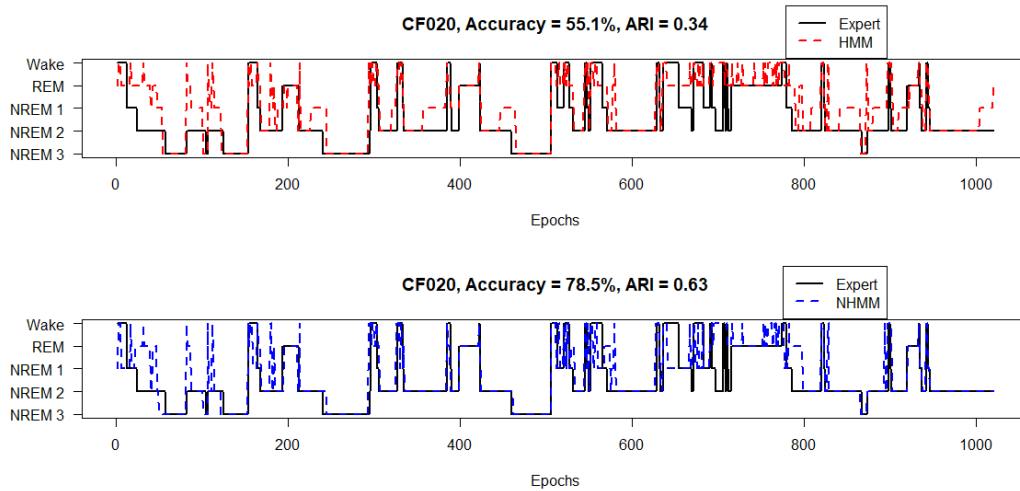 CF020, Accuracy = 55.1%, ARI = 0.34
Expert
HMM
Wake
REM
NREM 1
NREM 2
NREM 3
0 200 400 600 800 1000
Epochs
CF020, Accuracy = 78.5%, ARI = 0.63
Expert
NHMM
Wake
REM
NREM 1
NREM 2
NREM 3
0 200 400 600 800 1000
Epochs